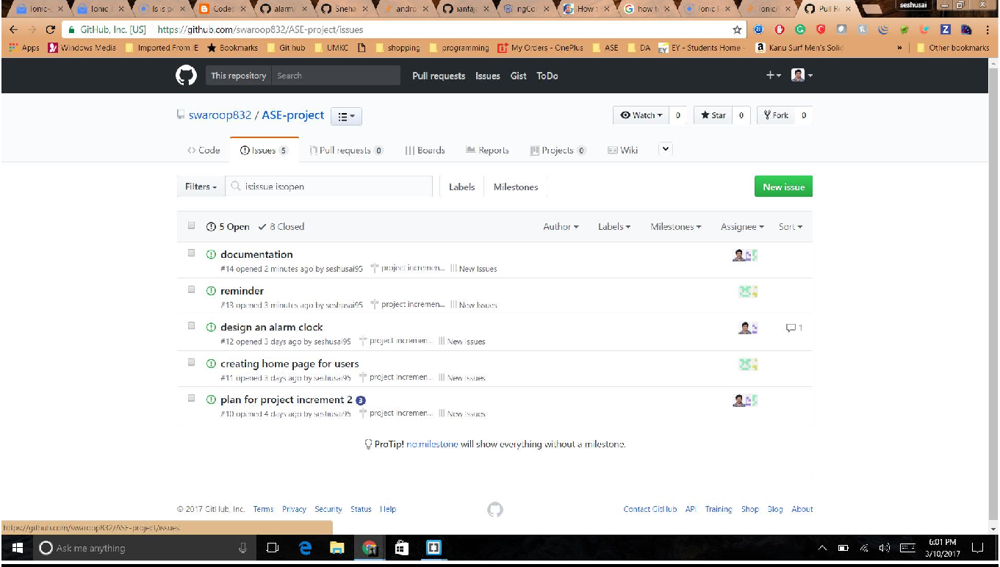 Ionic-
Ionic I
Is is po
Codes
alarm/
Sneha
andro
iantaja
ngCo
How t
how to
Ionic I
Ionic/
Pull Re
seshusai
GitHub, Inc. [US] https://github.com/swaroop832/ASE-project/issues
Apps Windows Media Imported From IE Bookmarks Git hub UMKC shopping programming My Orders - OnePlus ASE DA EY - Students Home - Kanu Surf Men's Solid » Other bookmarks
This repository Search Pull requests Issues Gist ToDo
swaroop832 / ASE-project Watch 0 Star 0 Fork 0
Code Issues 5 Pull requests 0 Boards Reports Projects 0 Wiki
Filters is:issue is:open Labels Milestones New issue
5 Open 8 Closed Author Labels Milestones Assignee Sort
documentation
#14 opened 2 minutes ago by seshusai95 project incremen... New Issues
reminder
#13 opened 3 minutes ago by seshusai95 project incremen... New Issues
design an alarm clock 1
#12 opened 3 days ago by seshusai95 project incremen... New Issues
creating home page for users
#11 opened 3 days ago by seshusai95 project incremen... New Issues
plan for project increment 2 3
#10 opened 4 days ago by seshusai95 project incremen... New Issues
ProTip! no:milestone will show everything without a milestone.
© 2017 GitHub, Inc. Terms Privacy Security Status Help Contact GitHub API Training Shop Blog About
https://github.com/swaroop832/ASE-project/issues
Ask me anything
6:01 PM
3/10/2017